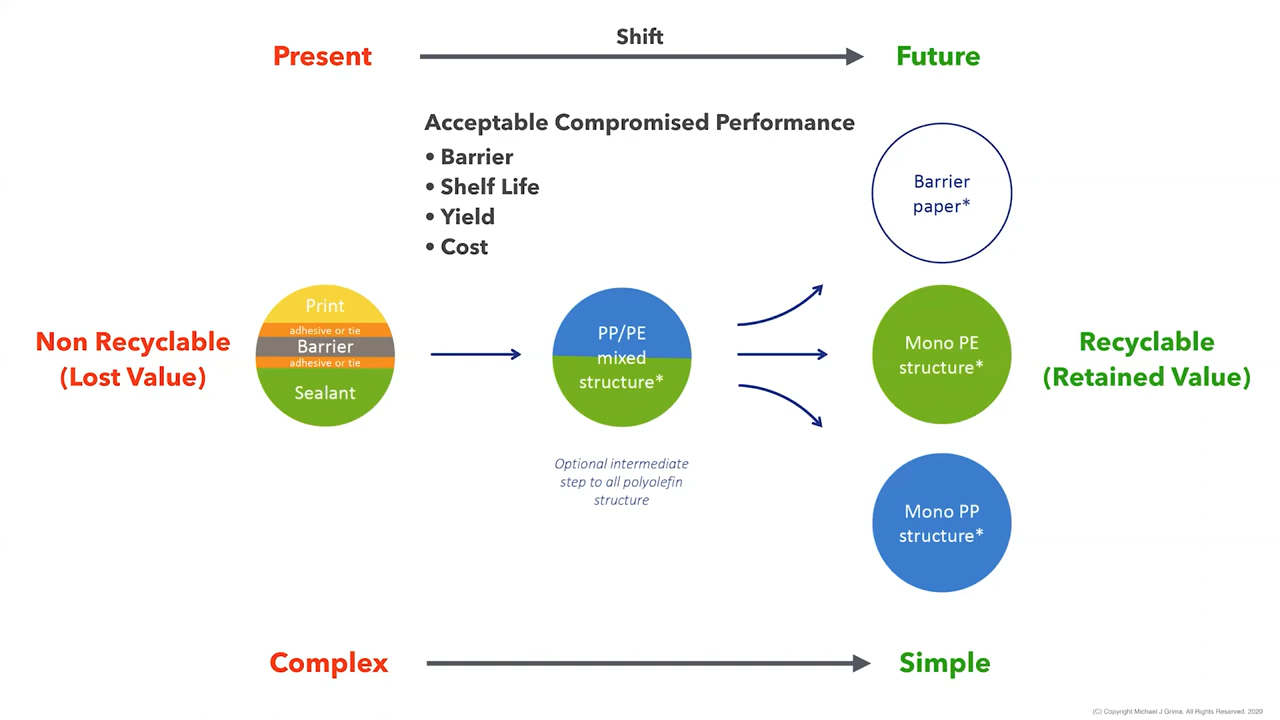 Shift
Present
Future
Acceptable Compromised Performance
• Barrier
• Shelf Life
• Yield
• Cost
Barrier
paper*
Non Recyclable
(Lost Value)
Print
adhesive or tie
Barrier
adhesive or tie
Sealant
PP/PE
mixed
structure*
Optional intermediate
step to all polyolefin
structure
Mono PE
structure*
Recyclable
(Retained Value)
Mono PP
structure*
Complex
Simple
(C) Copyright Michael J Grima. All Rights Reserved. 2020